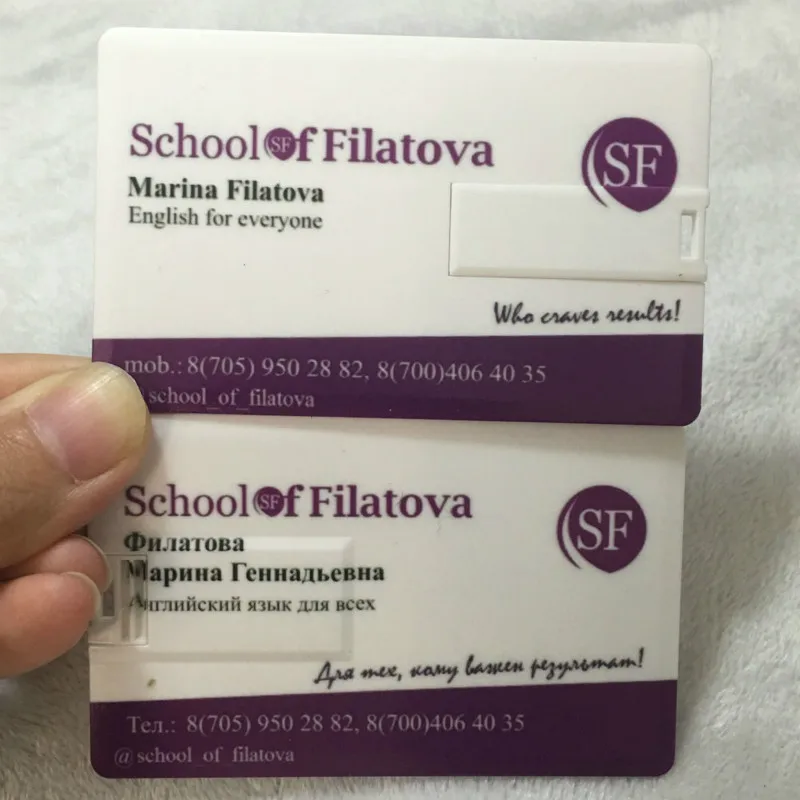 School SF of Filatova
SF
Marina Filatova
English for everyone
Who craves results!
mob.: 8(705) 950 28 82, 8(700)406 40 35
@school_of_filatova
School SF of Filatova
SF
Филатова
Марина Геннадьевна
Английский язык для всех
Для тех, кому важен результат!
Тел.: 8(705) 950 28 82, 8(700)406 40 35
@school_of_filatova